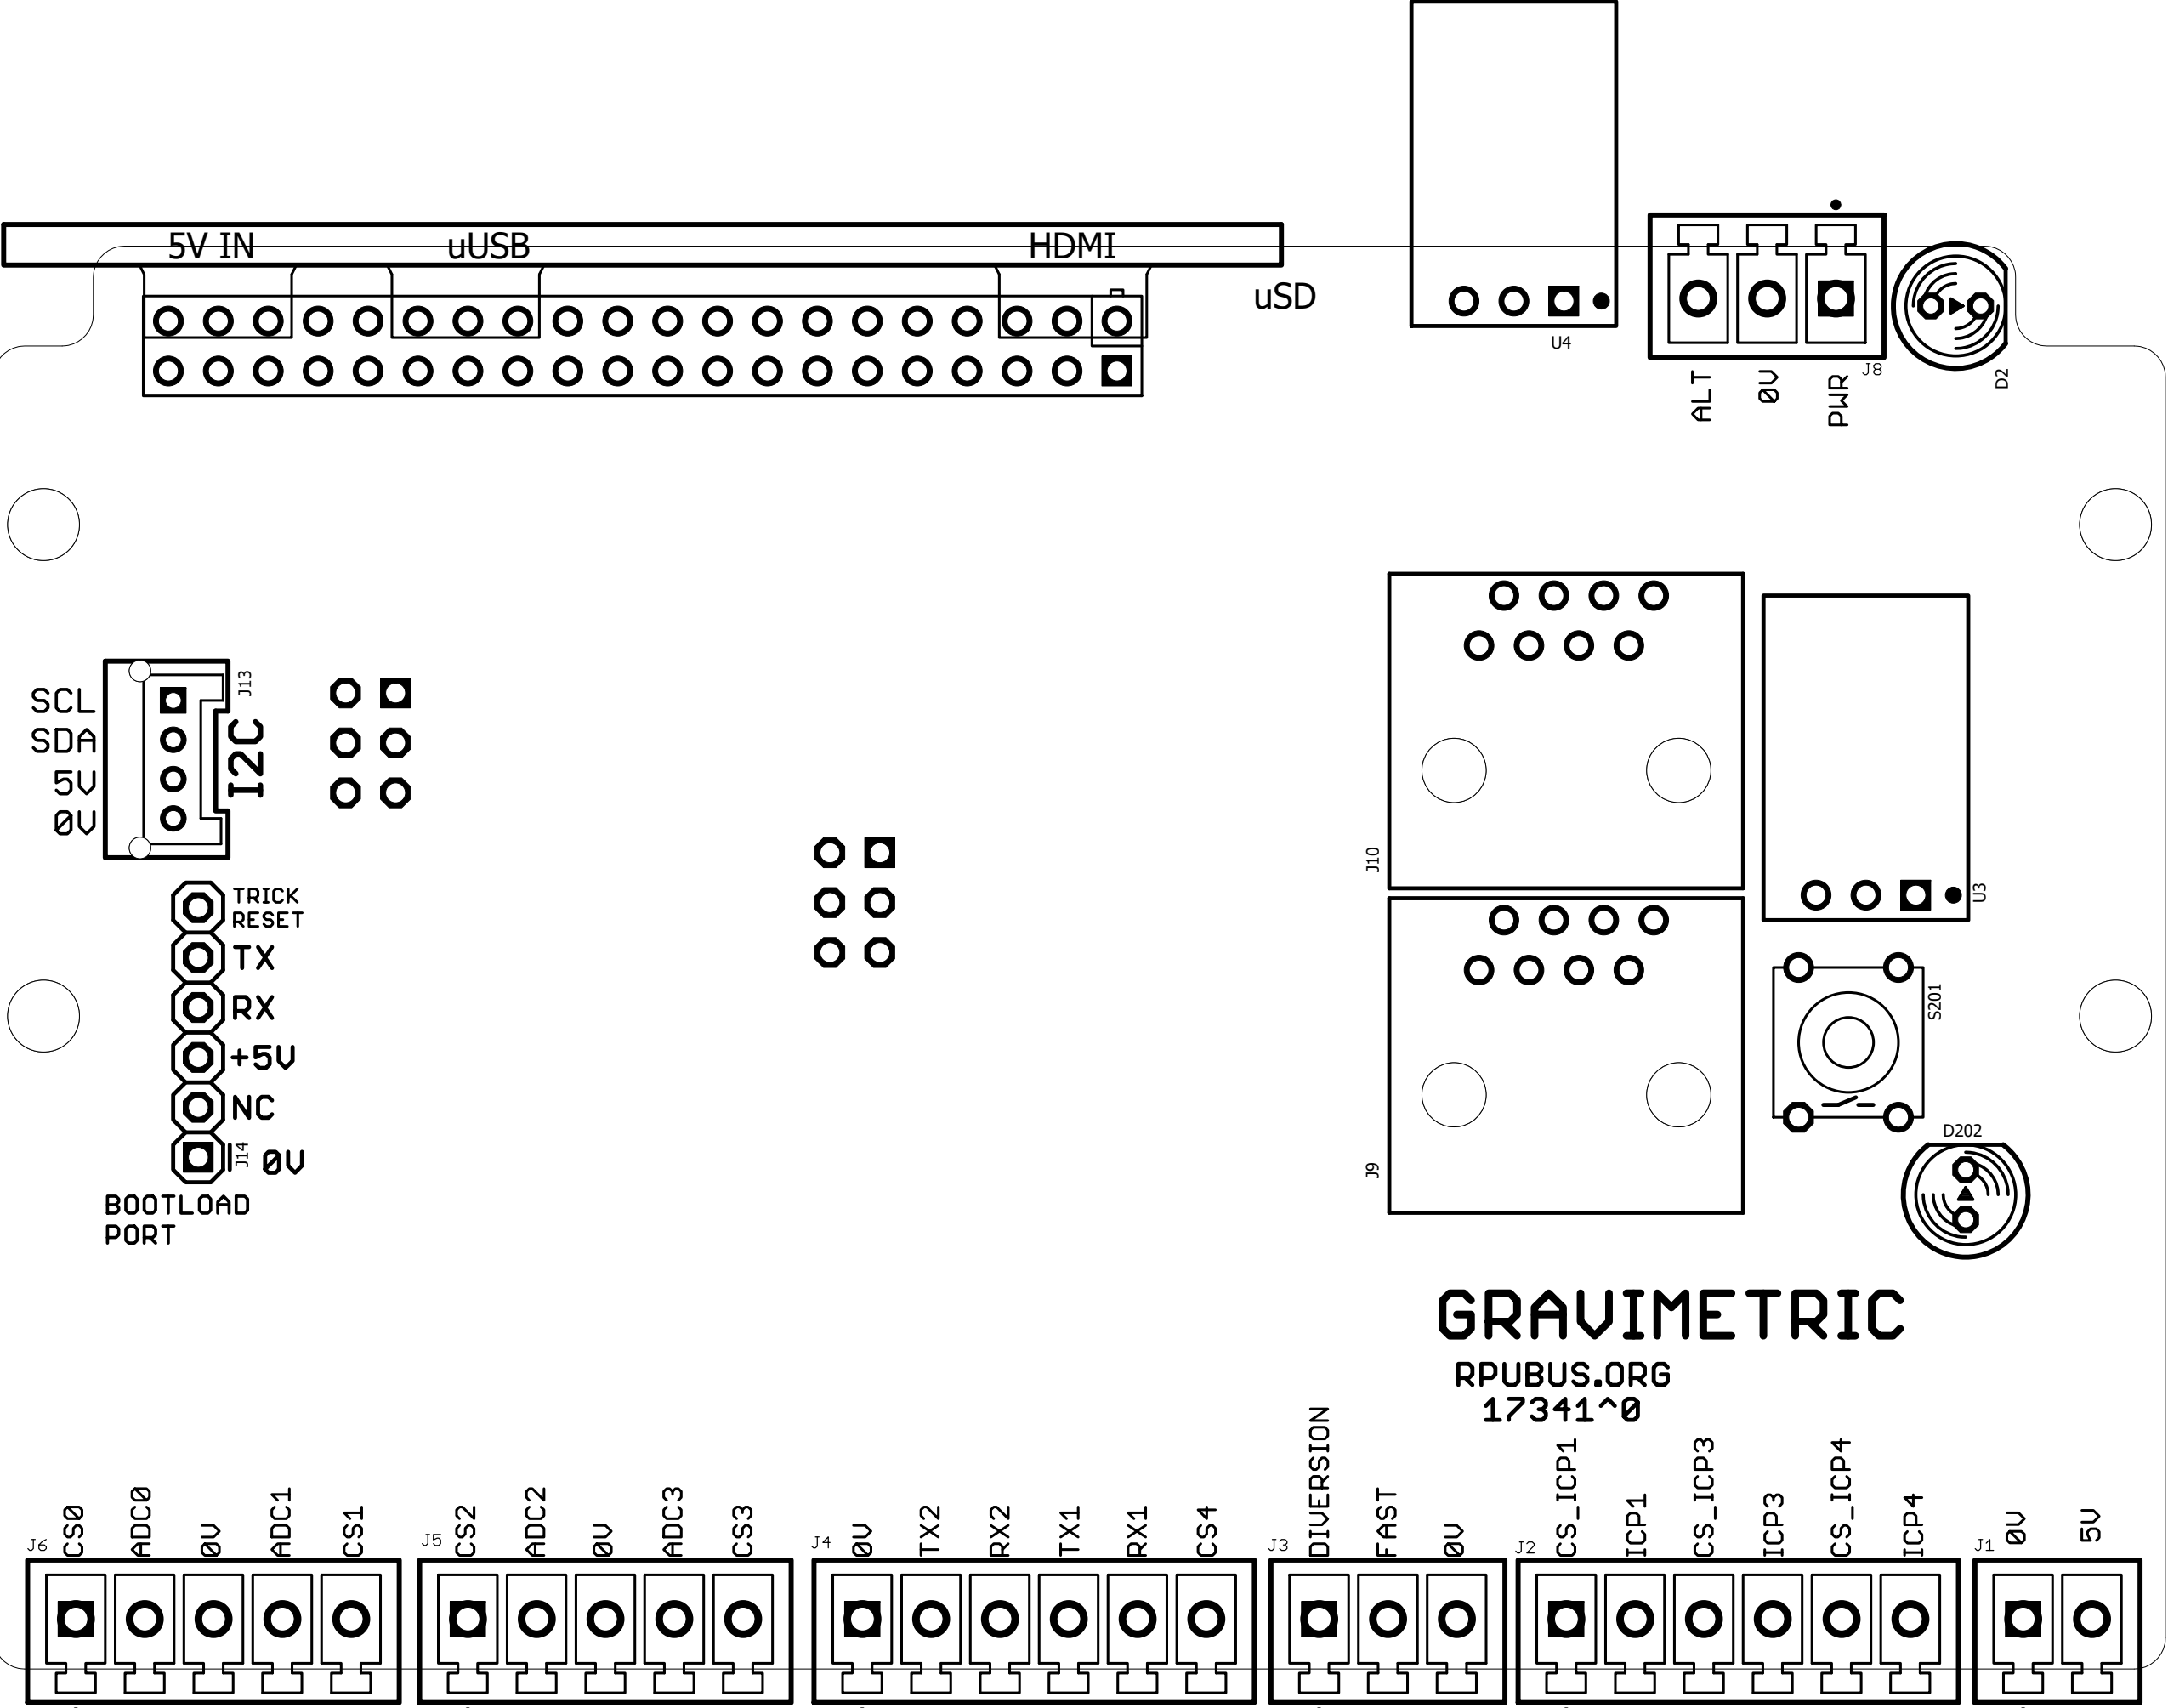 5V IN
uUSB
HDMI
uSD
U4
J8
D2
ALT
0V
PWR
J13
SCL
SDA
5V
0V
I2C
J10
U3
TRICK
RESET
TX
RX
+5V
NC
0V
J14
BOOTLOAD
PORT
S201
J9
D202
GRAVIMETRIC
RPUBUS.ORG
17341^0
J6
CS0
ADC0
0V
ADC1
CS1
J5
CS2
ADC2
0V
ADC3
CS3
J4
0V
TX2
RX2
TX1
RX1
CS4
J3
DIVERSION
FAST
0V
J2
CS_ICP1
ICP1
CS_ICP3
ICP3
CS_ICP4
ICP4
J1
0V
5V